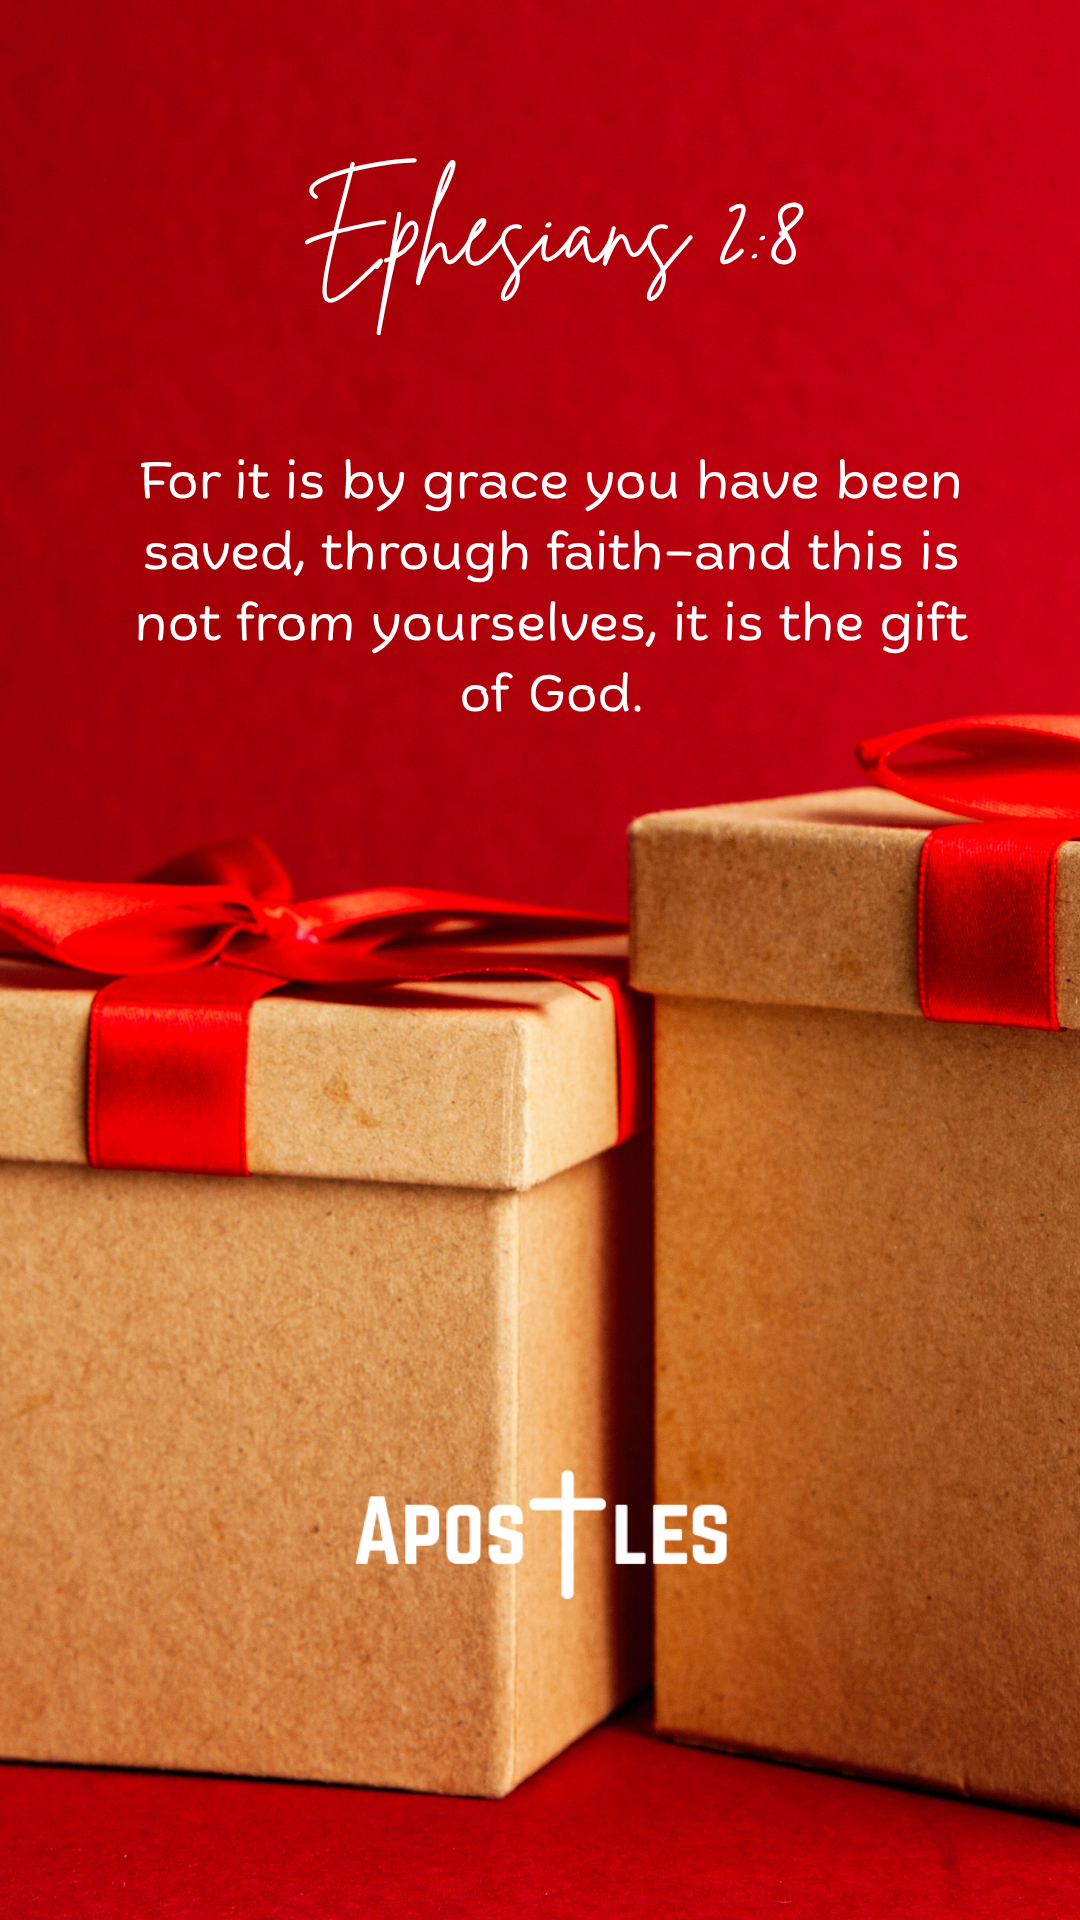 Ephesians 2:8
For it is by grace you have been
saved, through faith–and this is
not from yourselves, it is the gift
of God.
APOSTLES